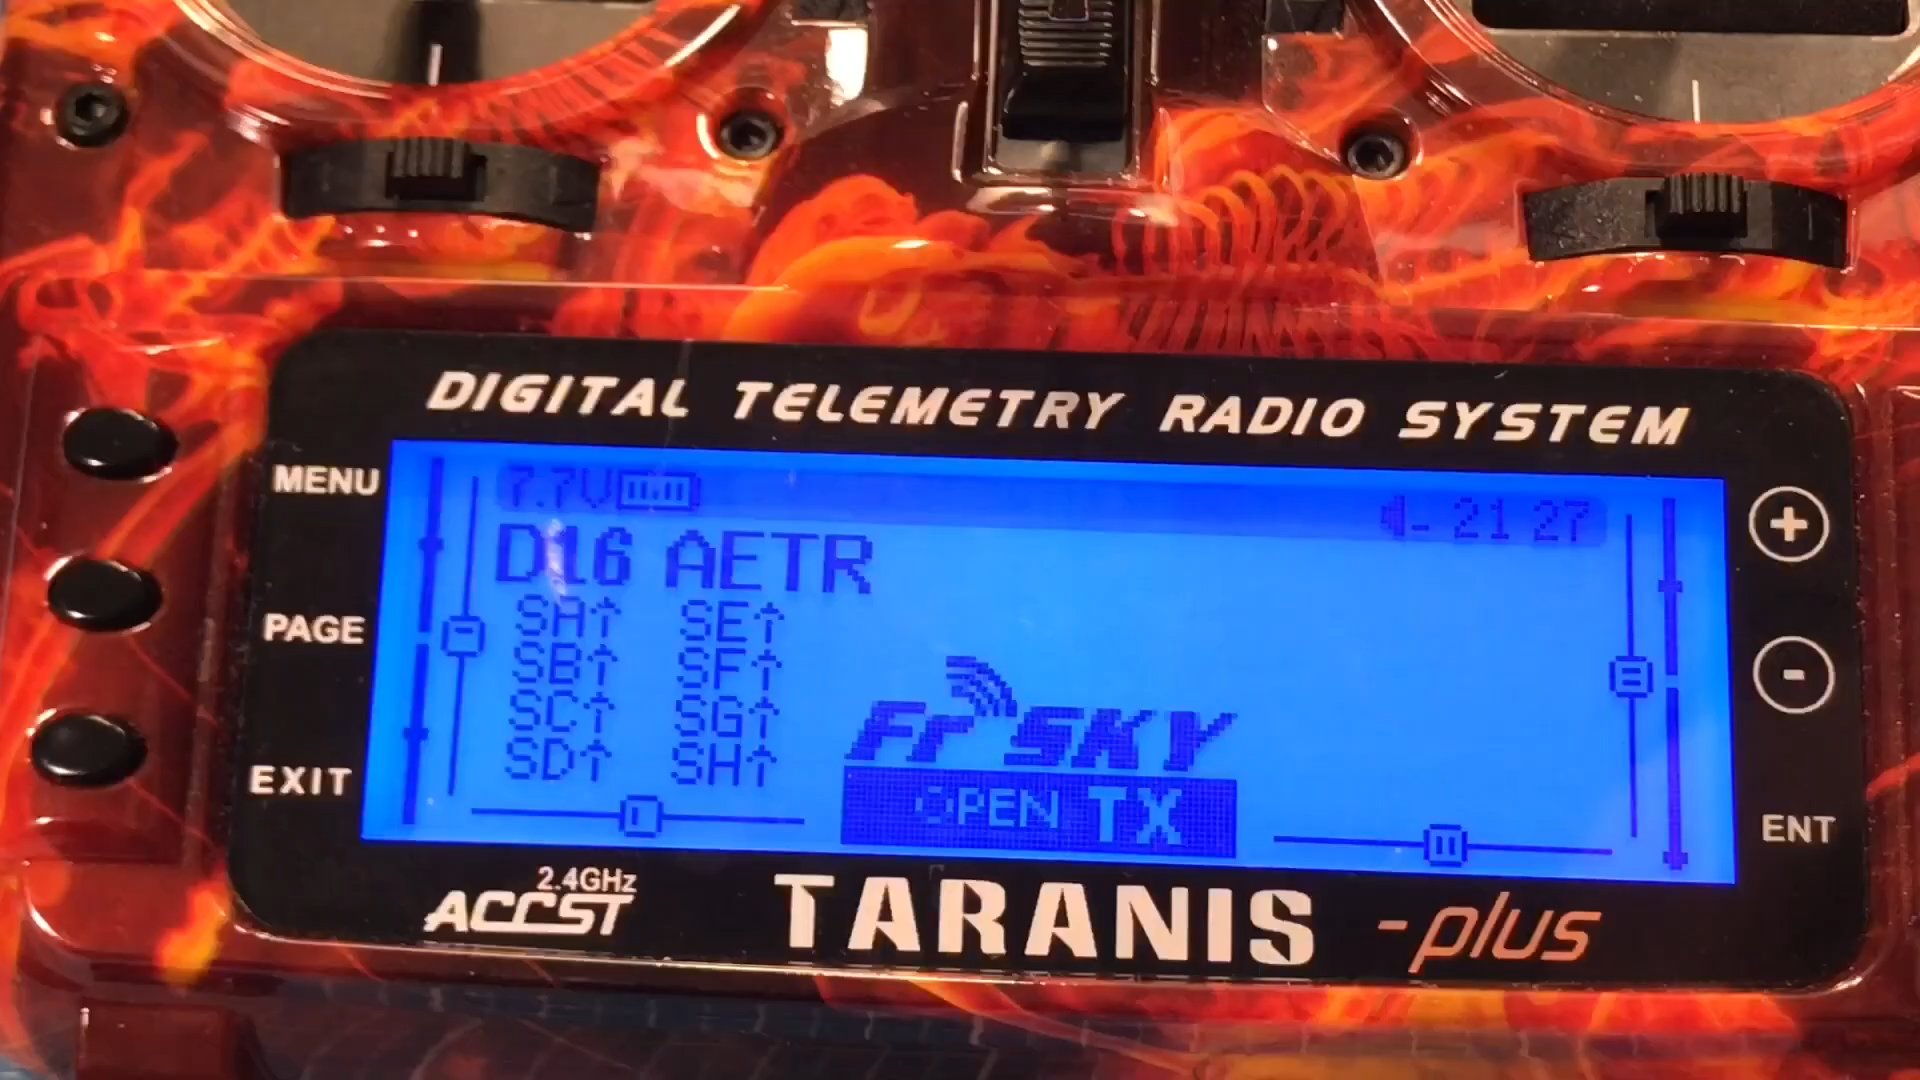 DIGITAL TELEMETRY RADIO SYSTEM
MENU
PAGE
EXIT
7.7V
21 27
D16 AETR
SA↑ SE↑
SB↑ SF↑
SC↑ SG↑
SD↑ SH↑
FrSKY
OPEN TX
+
-
ENT
2.4GHz
ACCST
TARANIS -plus